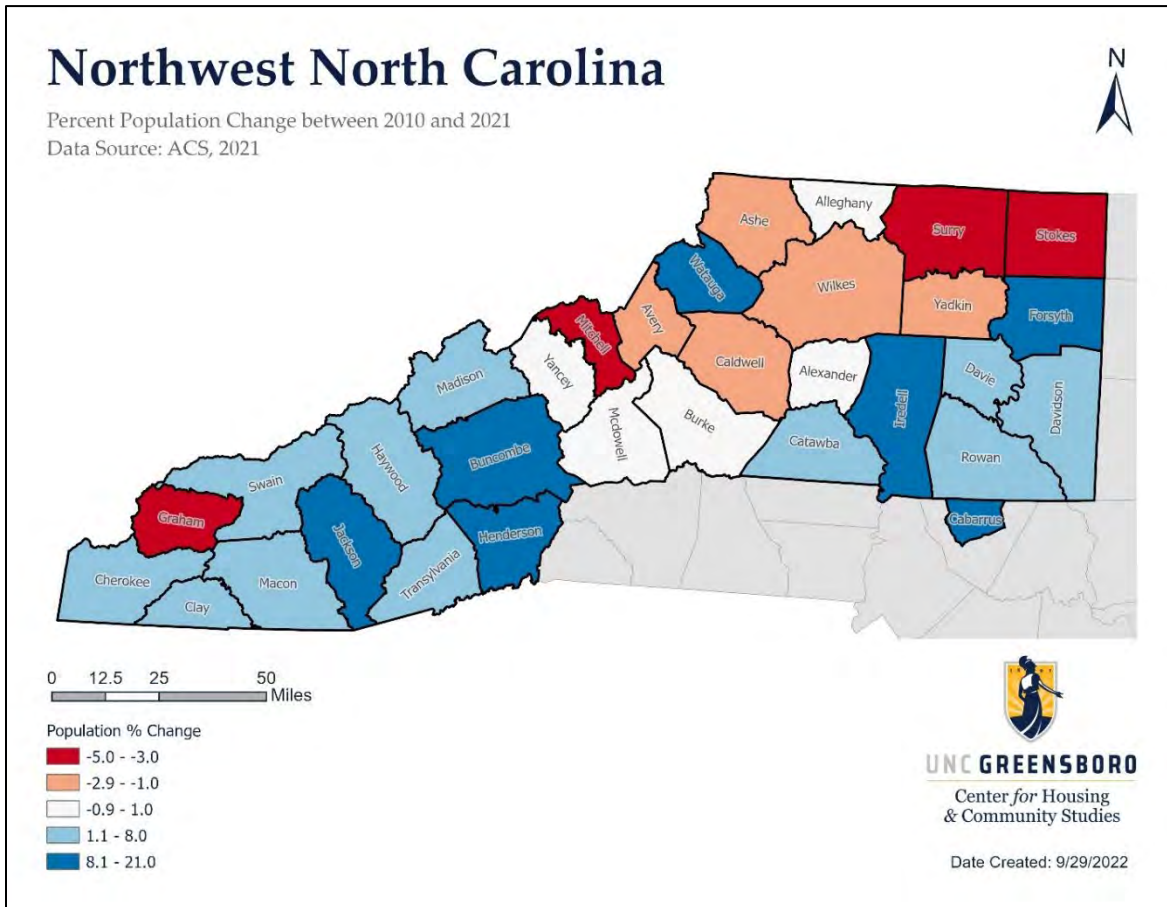 Northwest North Carolina
Percent Population Change between 2010 and 2021
Data Source: ACS, 2021
N
Alleghany
Ashe
Surry
Stokes
Watauga
Wilkes
Yadkin
Forsyth
Mitchell
Avery
Caldwell
Alexander
Iredell
Davie
Davidson
Madison
Yancey
Mcdowell
Burke
Catawba
Rowan
Buncombe
Haywood
Swain
Graham
Jackson
Henderson
Cabarrus
Transylvania
Cherokee
Macon
Clay
0 12.5 25 50
Miles
Population % Change
-5.0 - -3.0
-2.9 - -1.0
-0.9 - 1.0
1.1 - 8.0
8.1 - 21.0
UNC GREENSBORO
Center for Housing
& Community Studies
Date Created: 9/29/2022